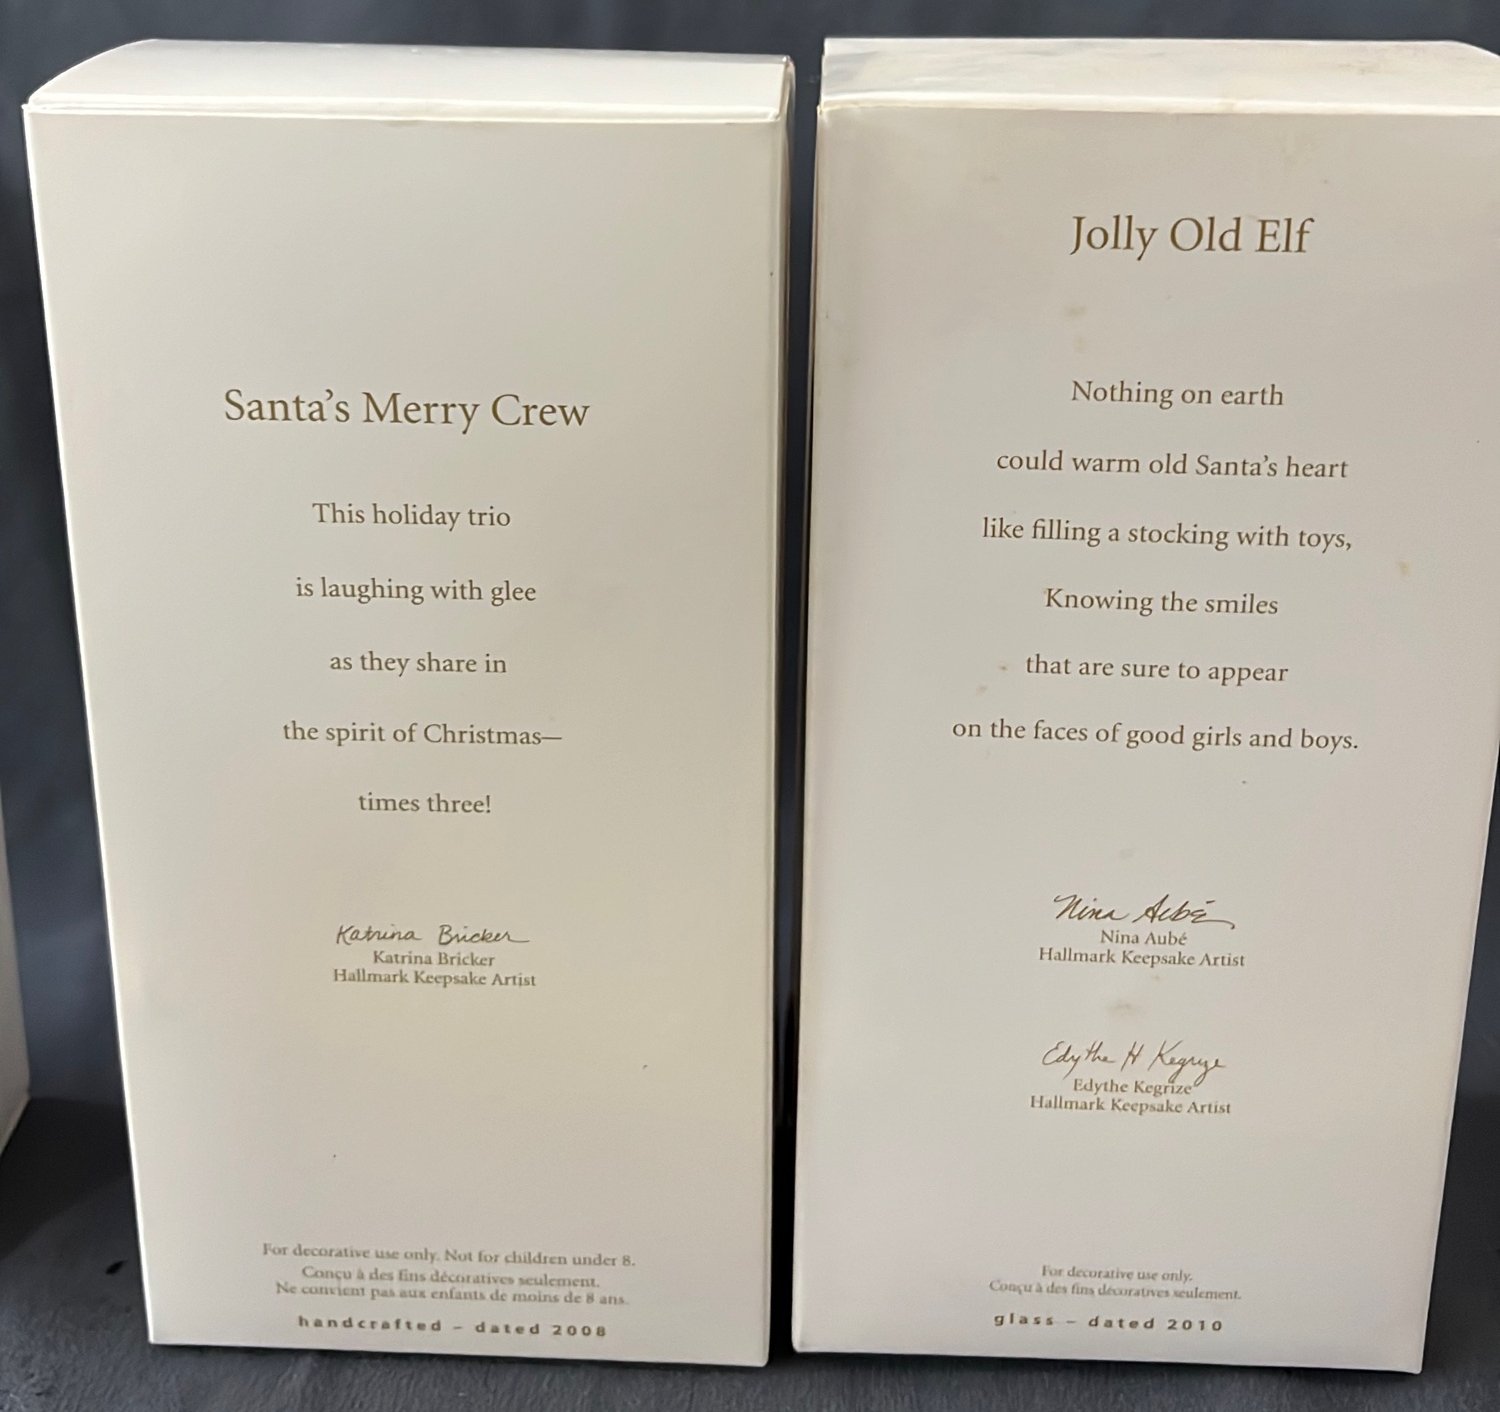 Santa's Merry Crew
This holiday trio
is laughing with glee
as they share in
the spirit of Christmas—
times three!
Katrina Bricker
Katrina Bricker
Hallmark Keepsake Artist
For decorative use only. Not for children under 8.
Conçu à des fins décoratives seulement.
Ne convient pas aux enfants de moins de 8 ans.
handcrafted – dated 2008
Jolly Old Elf
Nothing on earth
could warm old Santa's heart
like filling a stocking with toys,
Knowing the smiles
that are sure to appear
on the faces of good girls and boys.
Nina Aubé
Nina Aubé
Hallmark Keepsake Artist
Edythe H Kegrize
Edythe Kegrize
Hallmark Keepsake Artist
For decorative use only.
Conçu à des fins décoratives seulement.
glass – dated 2010